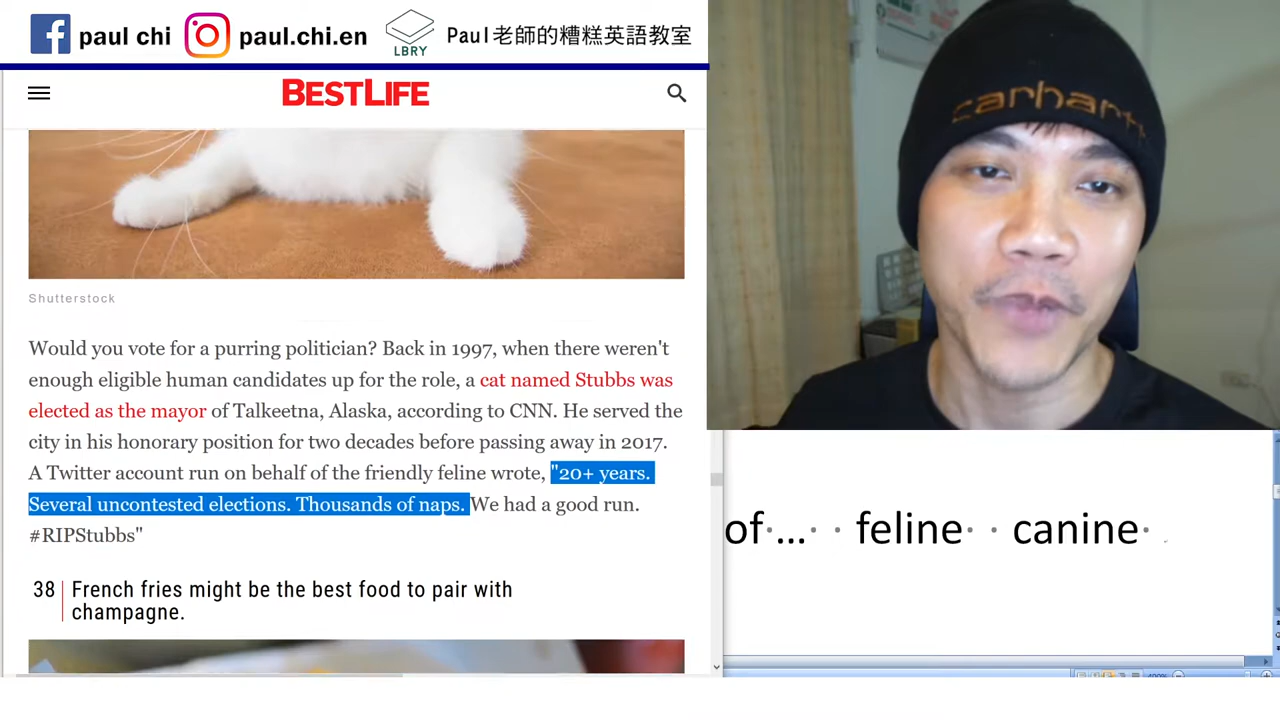 paul chi paul.chi.en LBRY Paul老師的糟糕英語教室
BESTLIFE
carhartt
Shutterstock
Would you vote for a purring politician? Back in 1997, when there weren't
enough eligible human candidates up for the role, a cat named Stubbs was
elected as the mayor of Talkeetna, Alaska, according to CNN. He served the
city in his honorary position for two decades before passing away in 2017.
A Twitter account run on behalf of the friendly feline wrote, "20+ years.
Several uncontested elections. Thousands of naps. We had a good run.
#RIPStubbs"
of ... feline canine
38 French fries might be the best food to pair with
champagne.